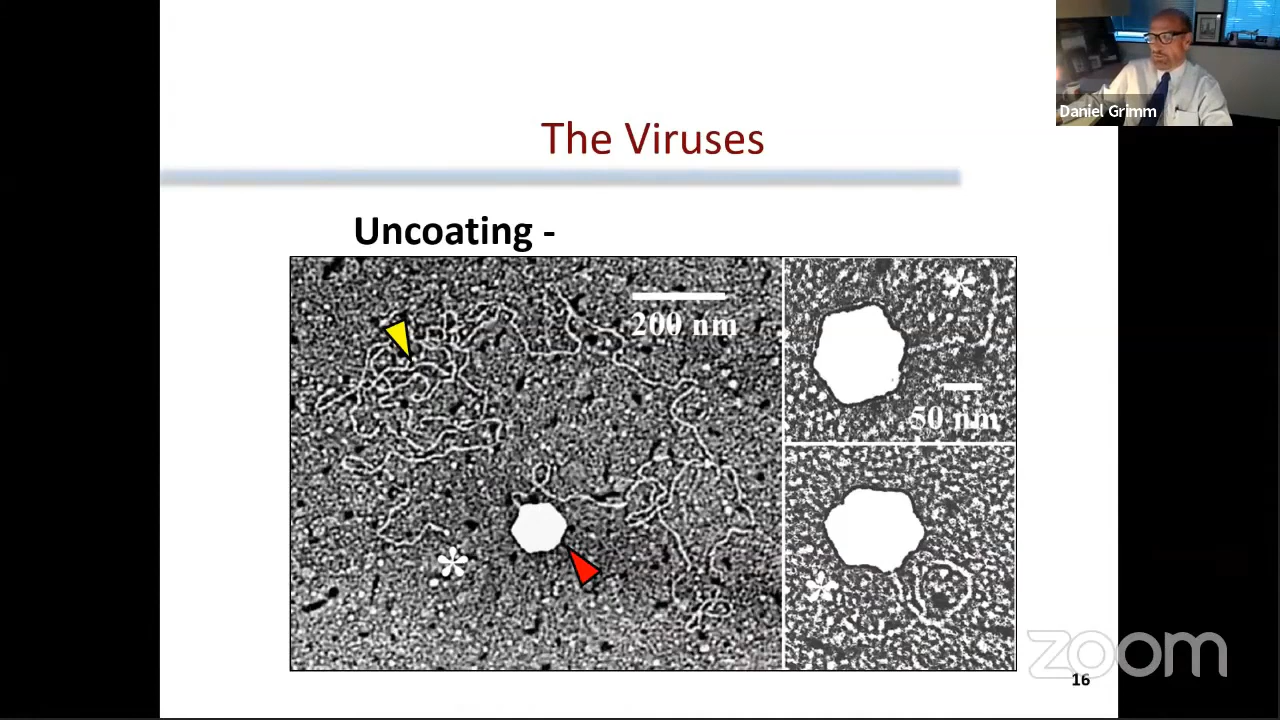 Daniel Grimm
The Viruses
Uncoating -
200 nm
50 nm
zoom
16